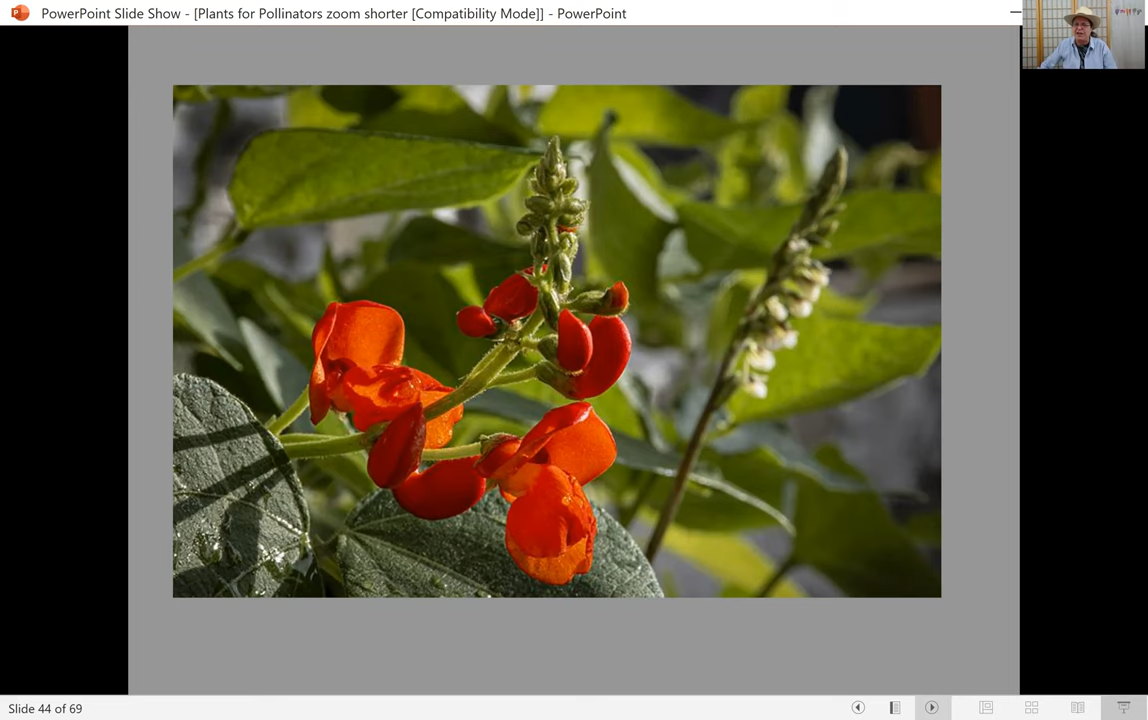 PowerPoint Slide Show - [Plants for Pollinators zoom shorter [Compatibility Mode]] - PowerPoint
Slide 44 of 69